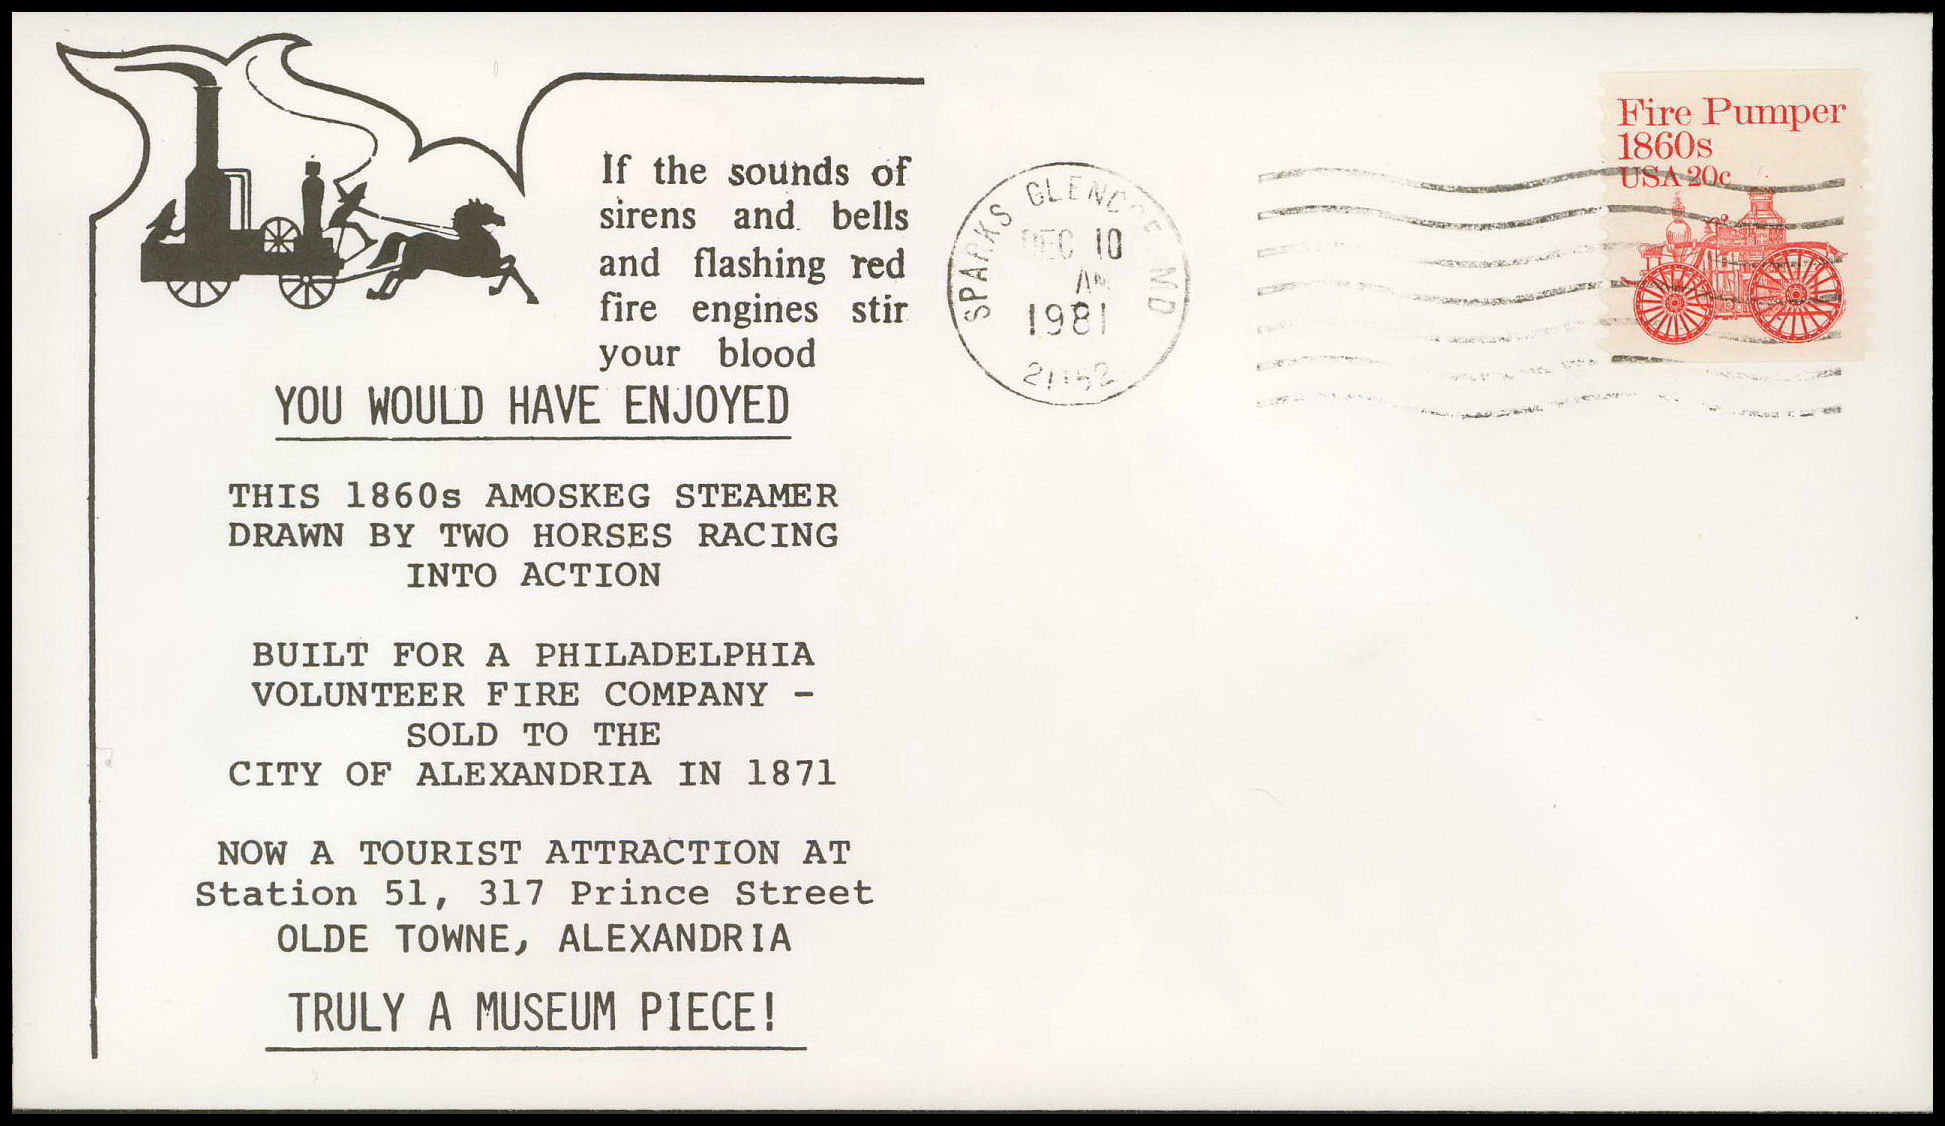 If the sounds of
sirens and bells
and flashing red
fire engines stir
your blood
YOU WOULD HAVE ENJOYED
THIS 1860s AMOSKEG STEAMER
DRAWN BY TWO HORSES RACING
INTO ACTION
BUILT FOR A PHILADELPHIA
VOLUNTEER FIRE COMPANY -
SOLD TO THE
CITY OF ALEXANDRIA IN 1871
NOW A TOURIST ATTRACTION AT
Station 51, 317 Prince Street
OLDE TOWNE, ALEXANDRIA
TRULY A MUSEUM PIECE!
SPARKS GLENCOE MD
DEC 10
AM
1981
21152
Fire Pumper
1860s
USA 20c